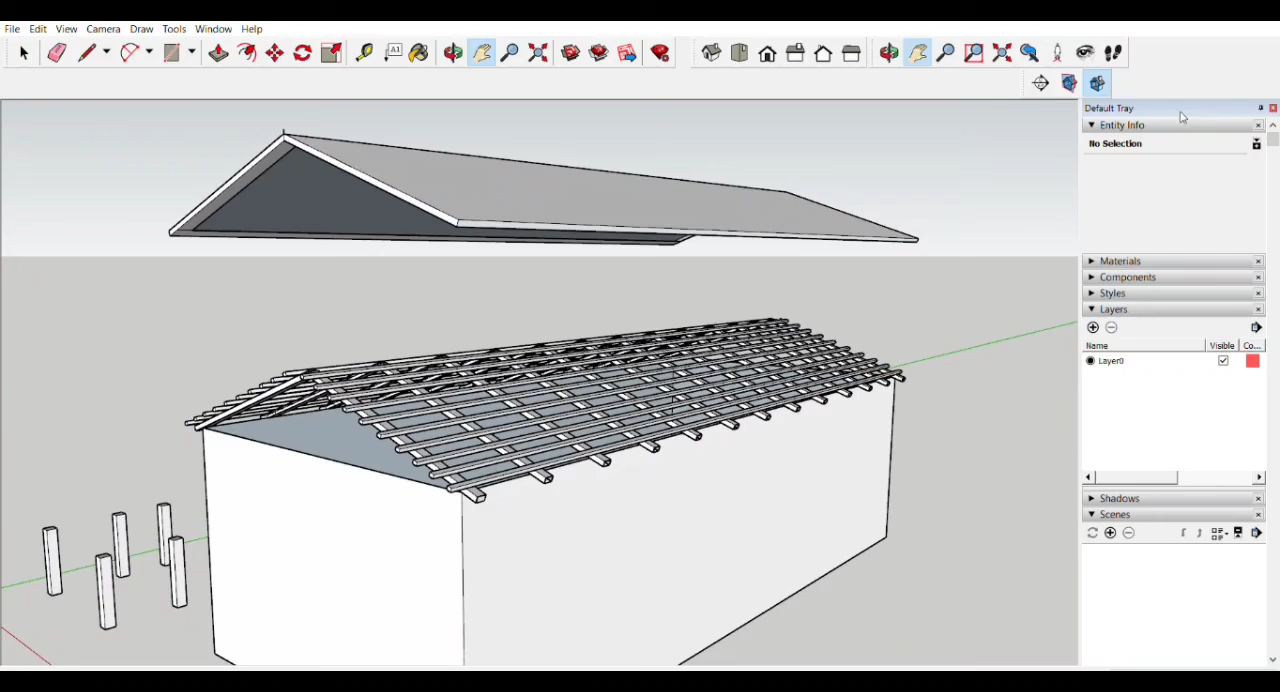 File Edit View Camera Draw Tools Window Help
A1
Default Tray
Entity Info
No Selection
Materials
Components
Styles
Layers
Name Visible Co...
Layer0
Shadows
Scenes